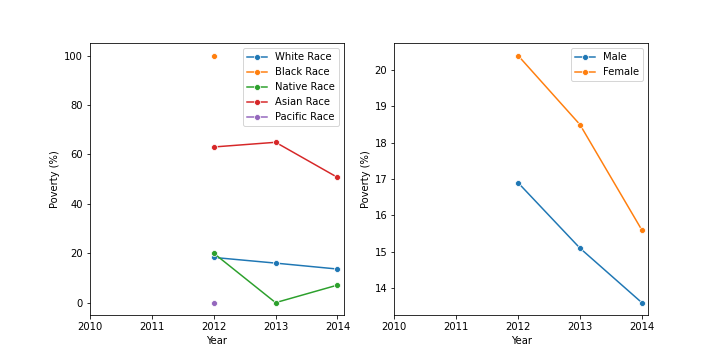 100
80
60
40
20
0
Poverty (%)
2010 2011 2012 2013 2014
Year
White Race
Black Race
Native Race
Asian Race
Pacific Race
20
19
18
17
16
15
14
Poverty (%)
2010 2011 2012 2013 2014
Year
Male
Female